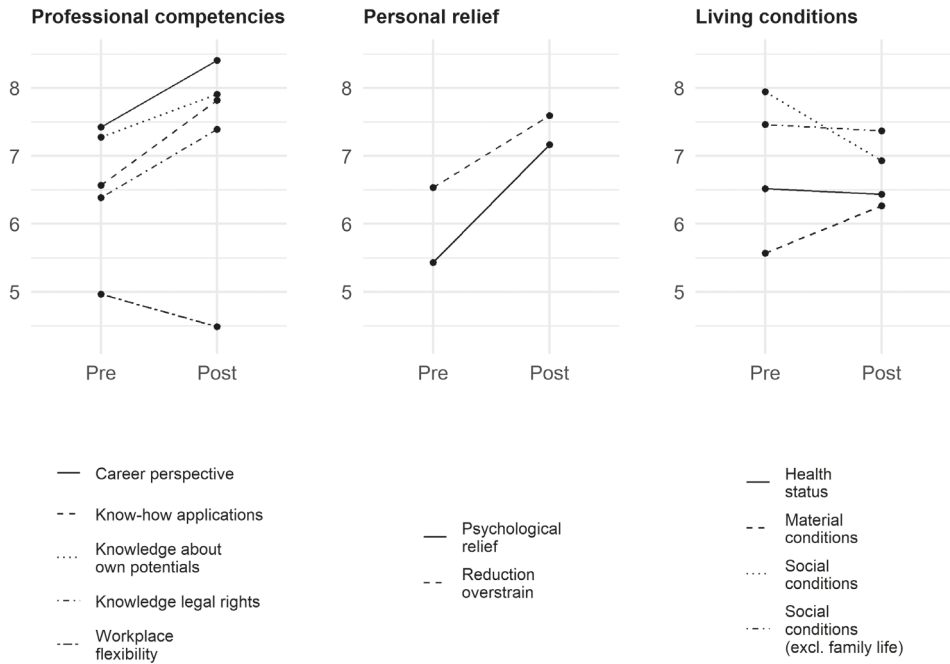 Professional competencies
8
7
6
5
Pre Post
Career perspective
Know-how applications
Knowledge about
own potentials
Knowledge legal rights
Workplace
flexibility
Personal relief
8
7
6
5
Pre Post
Psychological
relief
Reduction
overstrain
Living conditions
8
7
6
5
Pre Post
Health
status
Material
conditions
Social
conditions
Social
conditions
(excl. family life)